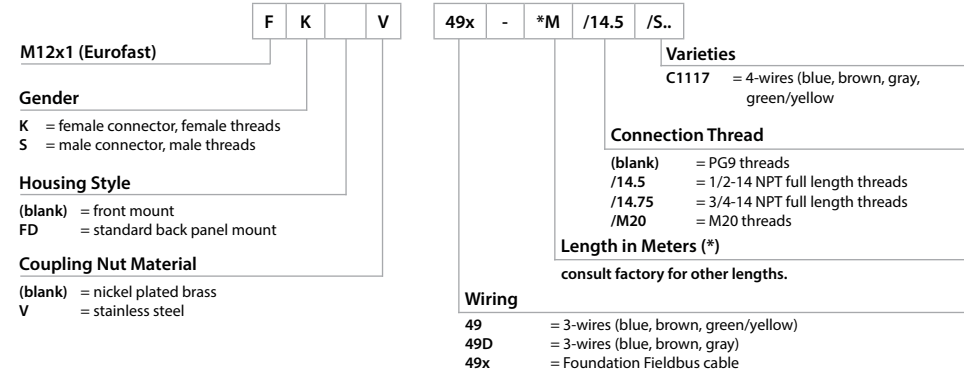 F K V 49x - *M /14.5 /S..
M12x1 (Eurofast)
Gender
K = female connector, female threads
S = male connector, male threads
Housing Style
(blank) = front mount
FD = standard back panel mount
Coupling Nut Material
(blank) = nickel plated brass
V = stainless steel
Varieties
C1117 = 4-wires (blue, brown, gray,
green/yellow
Connection Thread
(blank) = PG9 threads
/14.5 = 1/2-14 NPT full length threads
/14.75 = 3/4-14 NPT full length threads
/M20 = M20 threads
Length in Meters (*)
consult factory for other lengths.
Wiring
49 = 3-wires (blue, brown, green/yellow)
49D = 3-wires (blue, brown, gray)
49x = Foundation Fieldbus cable